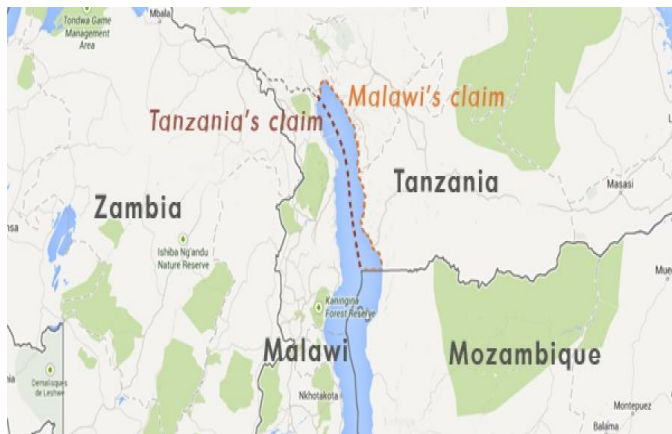 Tondwa Game
Management
Area
Mbala
Malawi's claim
Tanzania's claim
Tanzania
Masasi
Zambia
Ishiba Ng'andu
Nature Reserve
Kaningina
Forest Reserve
Malawi
Mozambique
Nkhotakota
Montepuez
Balama